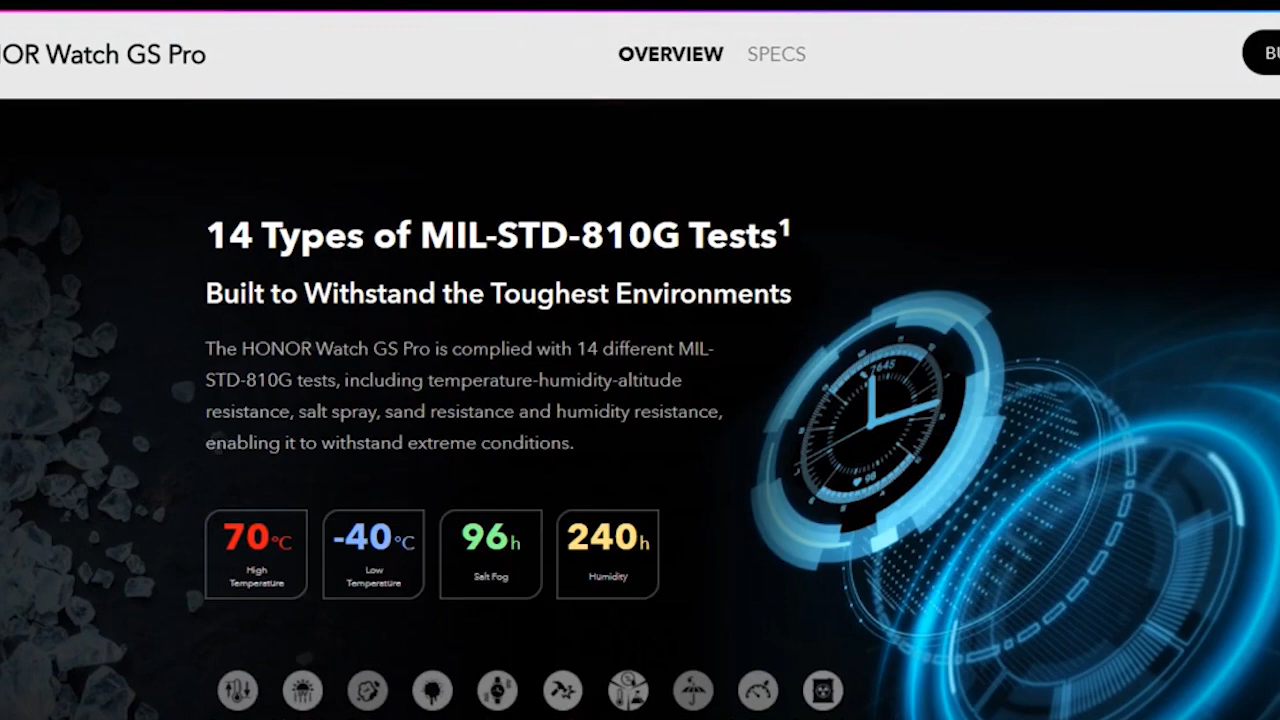 OR Watch GS Pro
OVERVIEW SPECS
14 Types of MIL-STD-810G Tests¹
Built to Withstand the Toughest Environments
The HONOR Watch GS Pro is complied with 14 different MIL-
STD-810G tests, including temperature-humidity-altitude
resistance, salt spray, sand resistance and humidity resistance,
enabling it to withstand extreme conditions.
70°C
High
Temperature
-40°C
Low
Temperature
96h
Salt Fog
240h
Humidity
7645
98